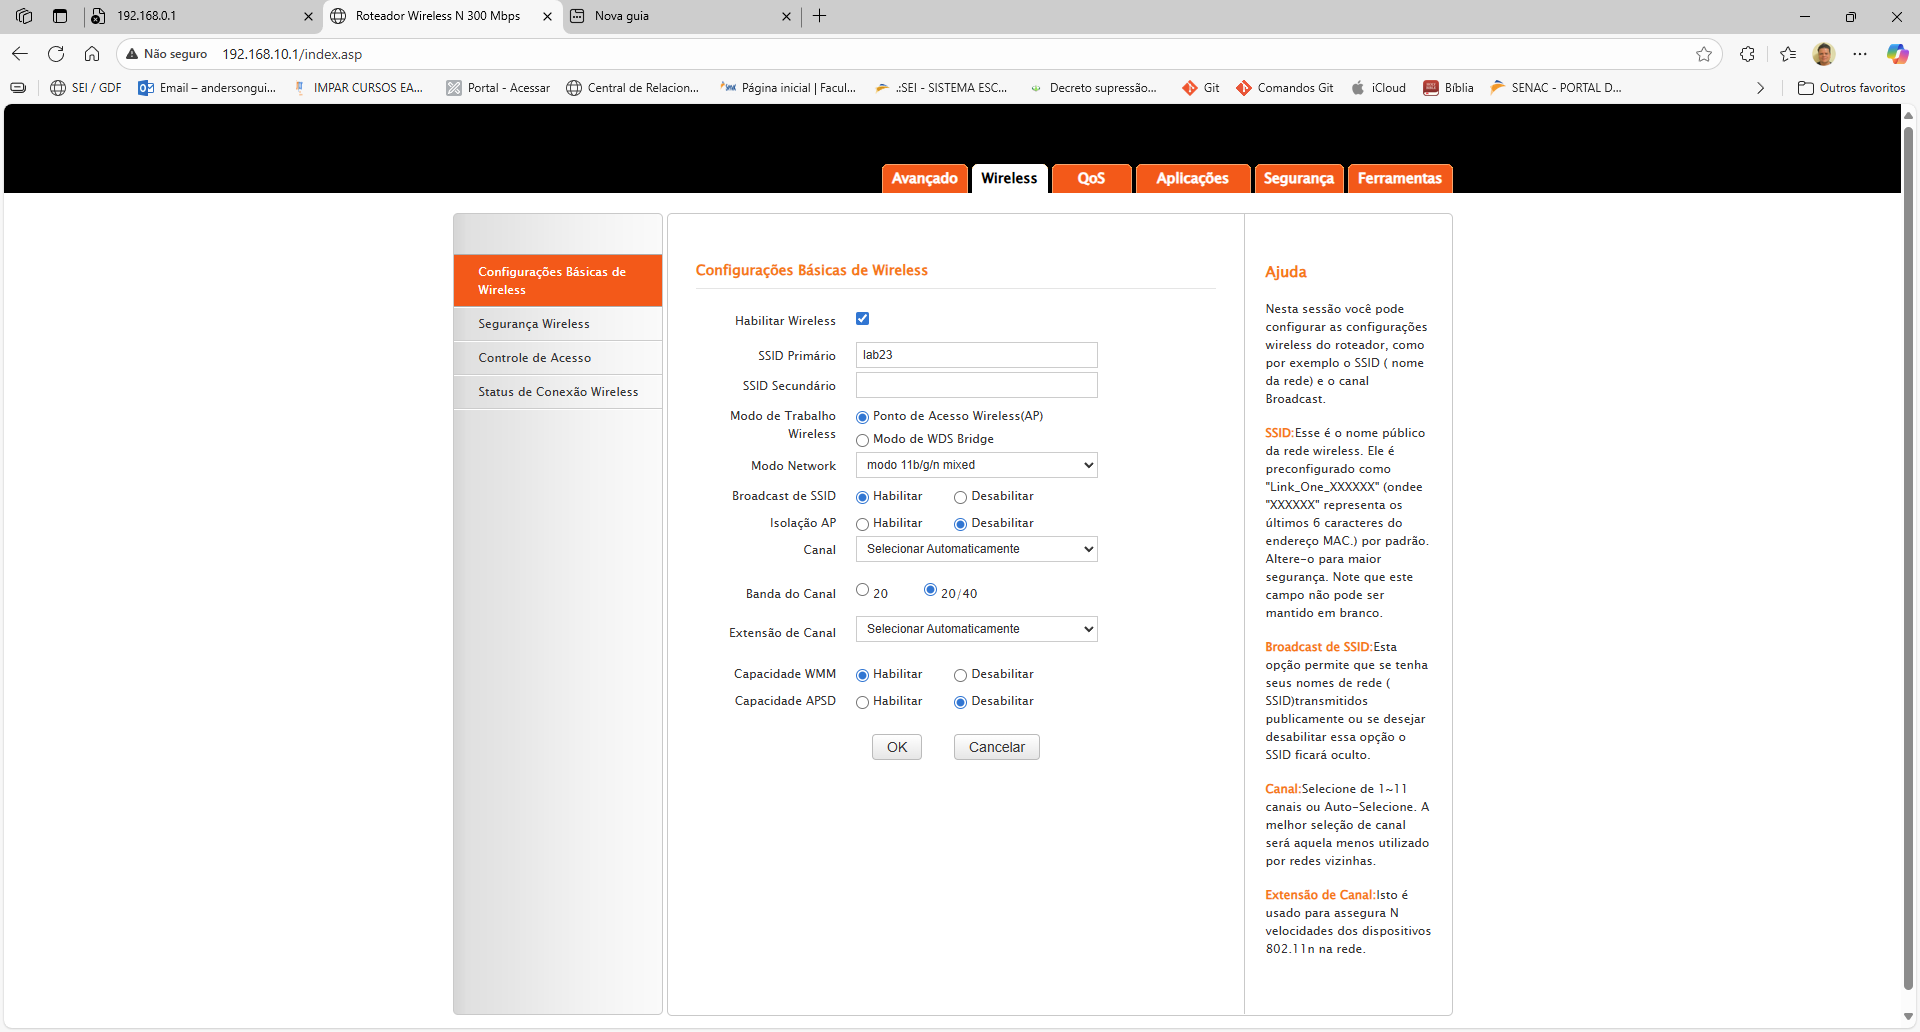 192.168.0.1
Roteador Wireless N 300 Mbps
Nova guia
Não seguro
192.168.10.1/index.asp
SEI / GDF
Email – andersongui...
IMPAR CURSOS EA...
Portal - Acessar
Central de Relacion...
Página inicial | Facul...
.:SEI - SISTEMA ESC...
Decreto supressão...
Git
Comandos Git
iCloud
Bíblia
SENAC - PORTAL D...
Outros favoritos
Avançado
Wireless
QoS
Aplicações
Segurança
Ferramentas
Configurações Básicas de
Wireless
Segurança Wireless
Controle de Acesso
Status de Conexão Wireless
Configurações Básicas de Wireless
Habilitar Wireless
SSID Primário
lab23
SSID Secundário
Modo de Trabalho
Wireless
Ponto de Acesso Wireless(AP)
Modo de WDS Bridge
Modo Network
modo 11b/g/n mixed
Broadcast de SSID
Habilitar
Desabilitar
Isolação AP
Habilitar
Desabilitar
Canal
Selecionar Automaticamente
Banda do Canal
20
20/40
Extensão de Canal
Selecionar Automaticamente
Capacidade WMM
Habilitar
Desabilitar
Capacidade APSD
Habilitar
Desabilitar
OK
Cancelar
Ajuda
Nesta sessão você pode
configurar as configurações
wireless do roteador, como
por exemplo o SSID ( nome
da rede) e o canal
Broadcast.
SSID:Esse é o nome público
da rede wireless. Ele é
preconfigurado como
"Link_One_XXXXXX" (ondee
"XXXXXX" representa os
últimos 6 caracteres do
endereço MAC.) por padrão.
Altere-o para maior
segurança. Note que este
campo não pode ser
mantido em branco.
Broadcast de SSID:Esta
opção permite que se tenha
seus nomes de rede (
SSID)transmitidos
publicamente ou se desejar
desabilitar essa opção o
SSID ficará oculto.
Canal:Selecione de 1~11
canais ou Auto-Selecione. A
melhor seleção de canal
será aquela menos utilizado
por redes vizinhas.
Extensão de Canal:Isto é
usado para assegura N
velocidades dos dispositivos
802.11n na rede.